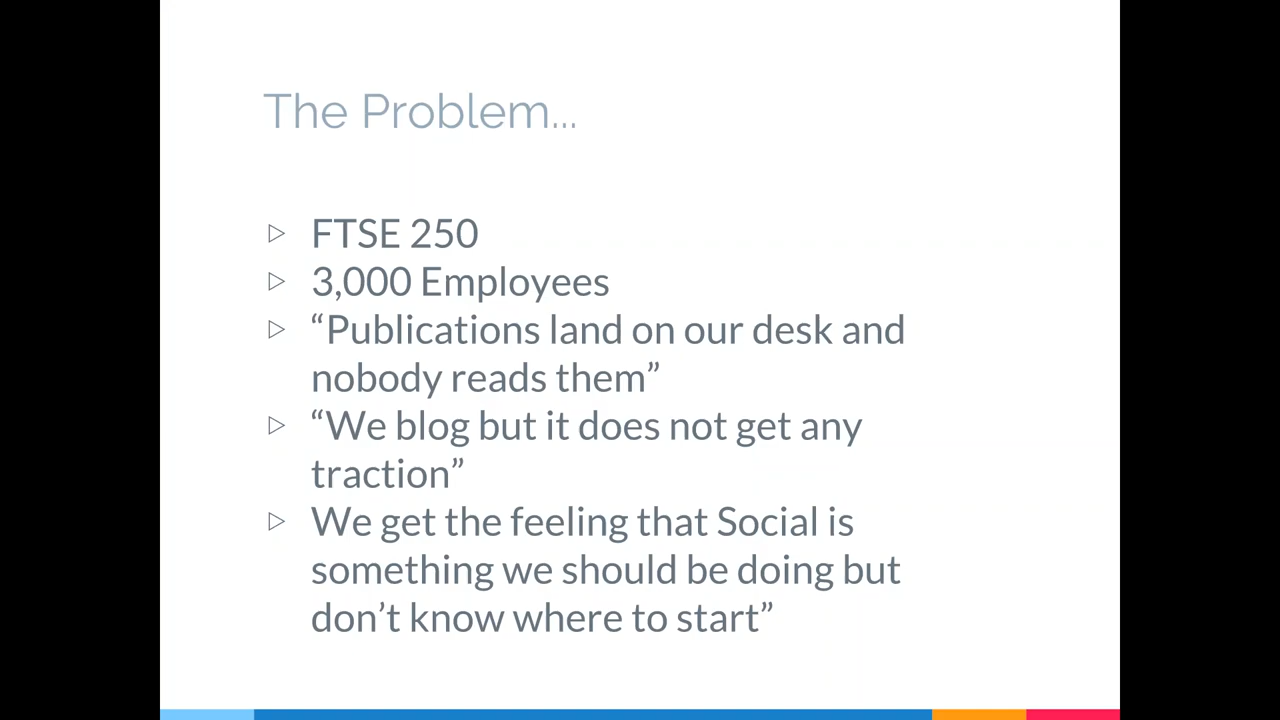 The Problem...
FTSE 250
3,000 Employees
“Publications land on our desk and
nobody reads them”
“We blog but it does not get any
traction”
We get the feeling that Social is
something we should be doing but
don’t know where to start”